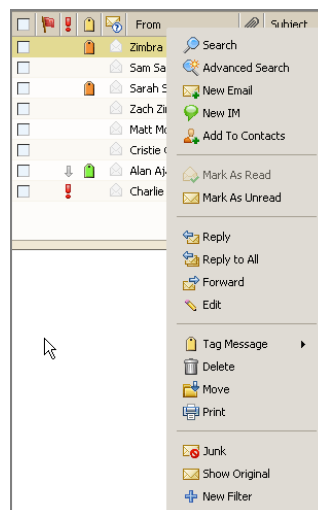 From Subject
Zimbra
Search
Sam Sa
Advanced Search
Sarah S
New Email
Zach Zi
New IM
Matt Mo
Add To Contacts
Cristie
Alan Aj
Mark As Read
Charlie
Mark As Unread
Reply
Reply to All
Forward
Edit
Tag Message
Delete
Move
Print
Junk
Show Original
New Filter